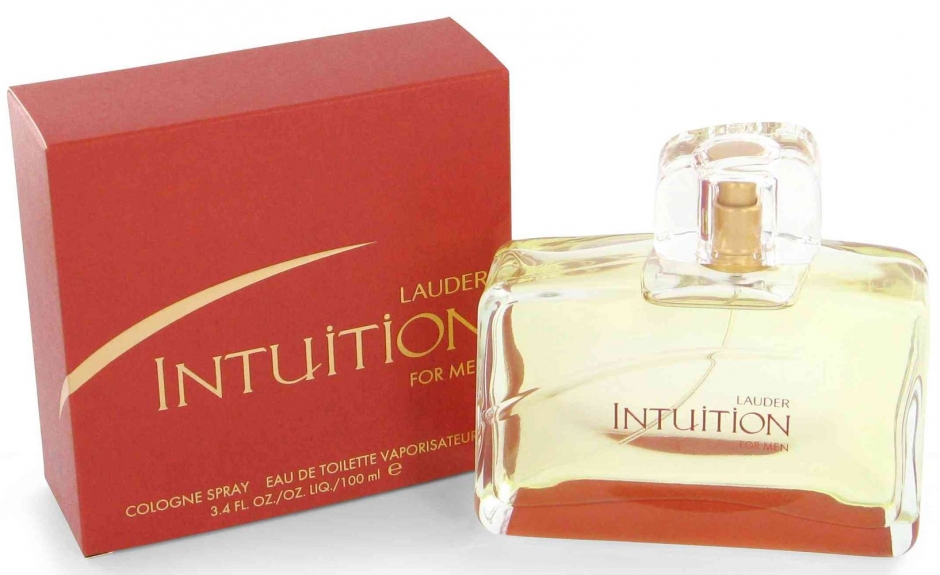 LAUDER
INTUITION
FOR MEN
COLOGNE SPRAY EAU DE TOILETTE VAPORISATEUR
3.4 FL. OZ./OZ. LIQ./100 ml ℮
LAUDER
INTUITION
FOR MEN